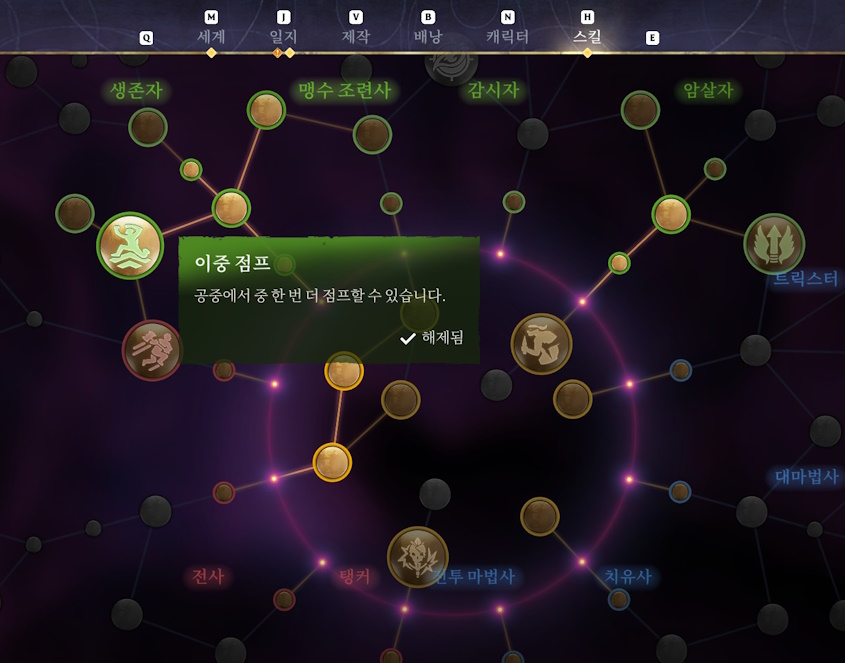 M J V B N H
Q 세계 일지 제작 배낭 캐릭터 스킬 E
생존자 맹수 조련사 감시자 암살자
이중 점프
공중에서 중 한 번 더 점프할 수 있습니다.
해제됨
트릭스터
대마법사
전사 탱커 전투 마법사 치유사